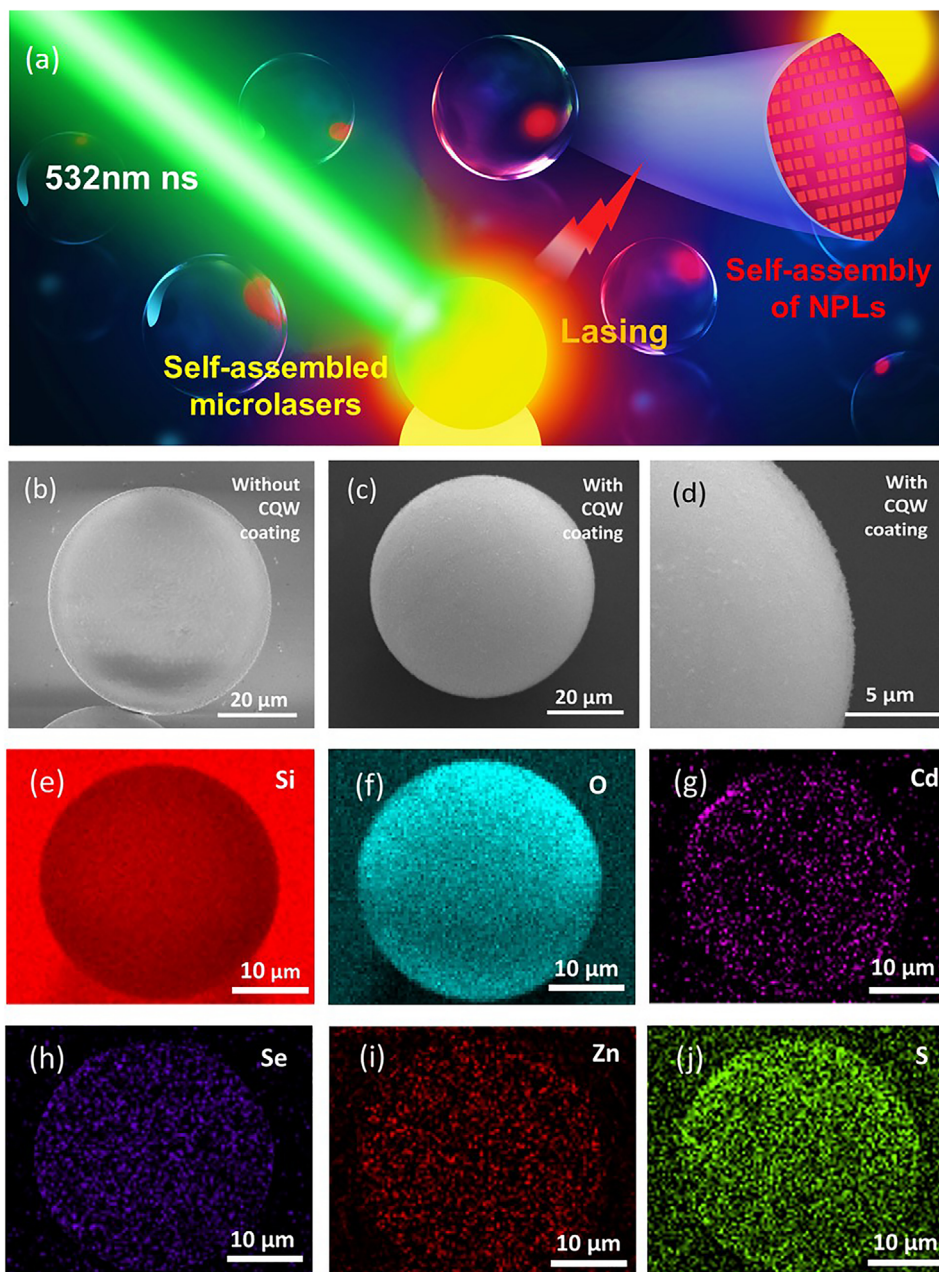 (a)
532nm ns
Self-assembled
microlasers
Lasing
Self-assembly
of NPLs
(b)
Without
CQW
coating
20 μm
(c)
With
CQW
coating
20 μm
(d)
With
CQW
coating
5 μm
(e)
Si
10 μm
(f)
O
10 μm
(g)
Cd
10 μm
(h)
Se
10 μm
(i)
Zn
10 μm
(j)
S
10 μm